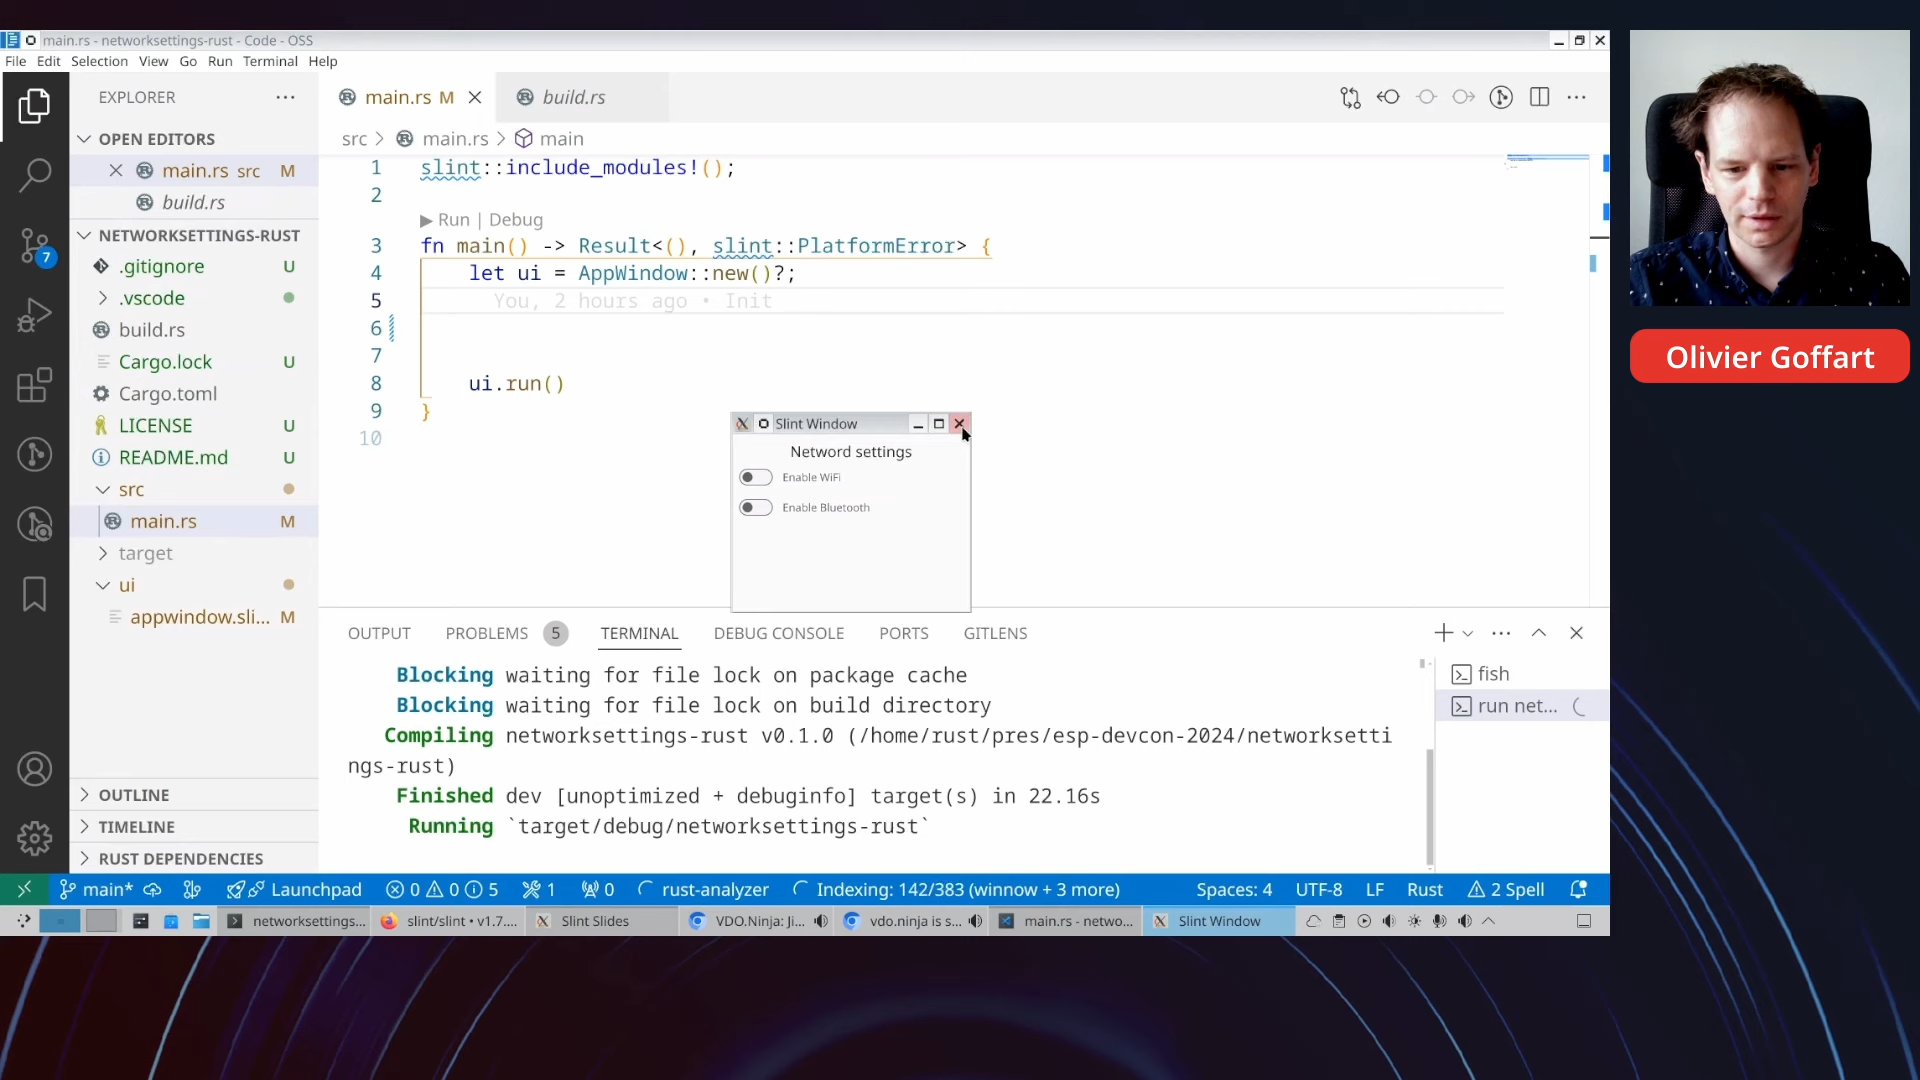 main.rs - networksettings-rust - Code - OSS
File Edit Selection View Go Run Terminal Help
EXPLORER
OPEN EDITORS
main.rs src M
build.rs
NETWORKSETTINGS-RUST
.gitignore U
.vscode
build.rs
Cargo.lock U
Cargo.toml
LICENSE U
README.md U
src
main.rs M
target
ui
appwindow.sli... M
OUTLINE
TIMELINE
RUST DEPENDENCIES
7
main.rs M
build.rs
src > main.rs > main
1 slint::include_modules!();
2
Run | Debug
3 fn main() -> Result<(), slint::PlatformError> {
4 let ui = AppWindow::new()?;
5 You, 2 hours ago • Init
6
7
8 ui.run()
9 }
10
Slint Window
Netword settings
Enable WiFi
Enable Bluetooth
OUTPUT PROBLEMS 5 TERMINAL DEBUG CONSOLE PORTS GITLENS
Blocking waiting for file lock on package cache
Blocking waiting for file lock on build directory
Compiling networksettings-rust v0.1.0 (/home/rust/pres/esp-devcon-2024/networksetti
ngs-rust)
Finished dev [unoptimized + debuginfo] target(s) in 22.16s
Running `target/debug/networksettings-rust`
fish
run net...
main* Launchpad 0 0 5 1 0 rust-analyzer Indexing: 142/383 (winnow + 3 more) Spaces: 4 UTF-8 LF Rust 2 Spell
networksettings... slint/slint • v1.7.... Slint Slides VDO.Ninja: Ji... vdo.ninja is s... main.rs - netwo... Slint Window
Olivier Goffart